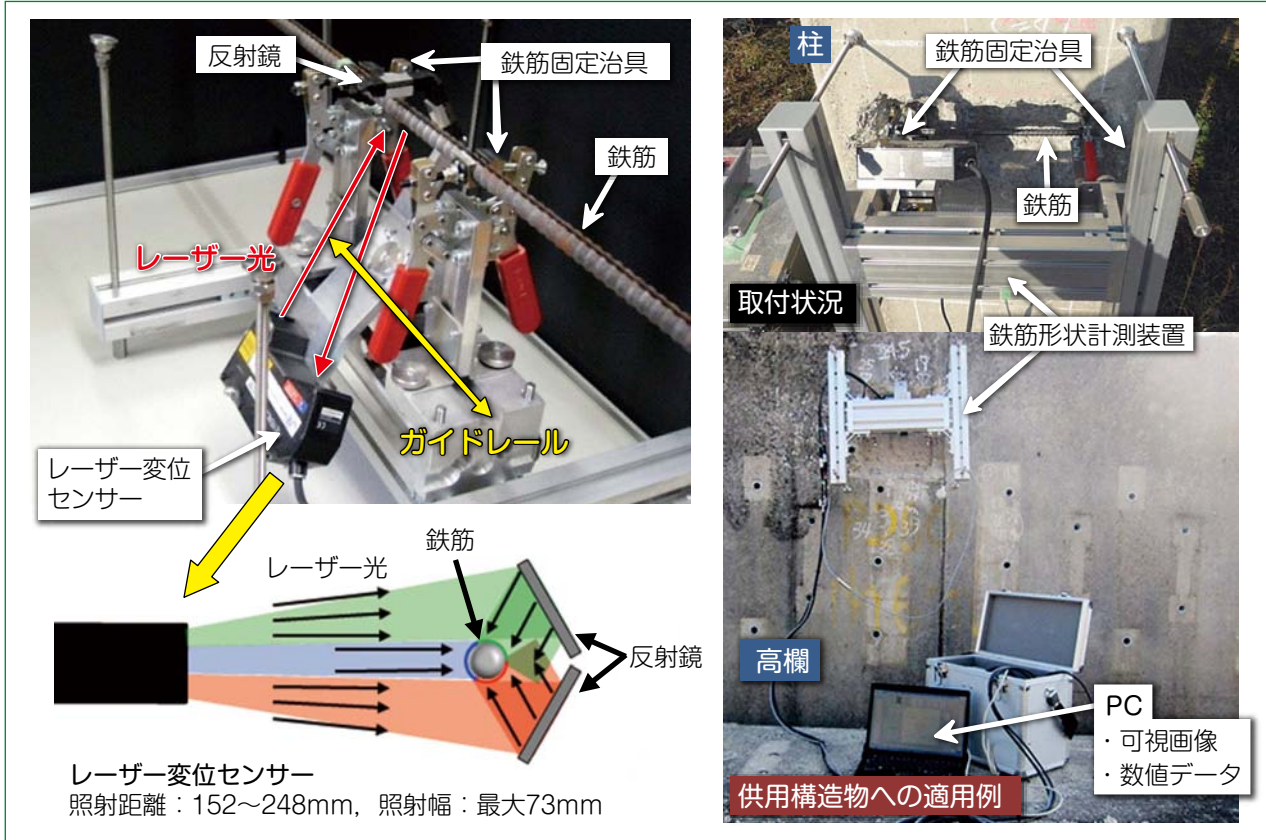 反射鏡
鉄筋固定治具
鉄筋
レーザー光
ガイドレール
レーザー変位
センサー
鉄筋
レーザー光
反射鏡
レーザー変位センサー
照射距離：152～248mm，照射幅：最大73mm
柱
鉄筋固定治具
鉄筋
取付状況
鉄筋形状計測装置
高欄
PC
・可視画像
・数値データ
供用構造物への適用例